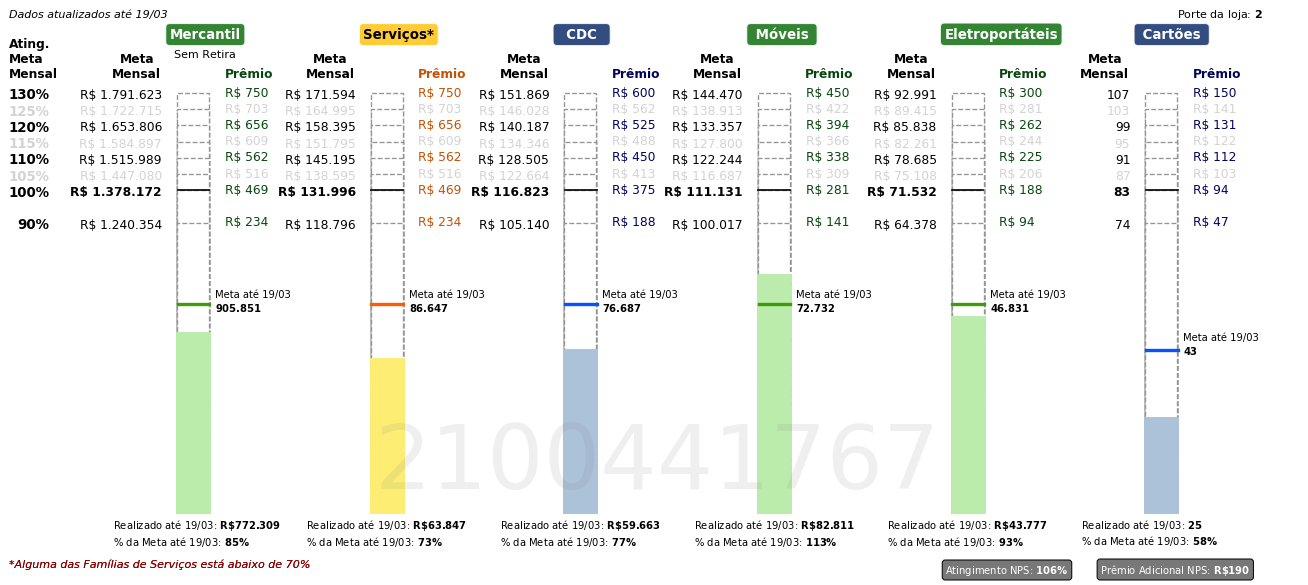 Dados atualizados até 19/03
Porte da loja: 2
Mercantil Serviços* CDC Móveis Eletroportáteis Cartões
Sem Retira
Ating. Meta Mensal
Meta Mensal Prêmio Meta Mensal Prêmio Meta Mensal Prêmio Meta Mensal Prêmio Meta Mensal Prêmio Meta Mensal Prêmio
130% R$ 1.791.623 R$ 750 R$ 171.594 R$ 750 R$ 151.869 R$ 600 R$ 144.470 R$ 450 R$ 92.991 R$ 300 107 R$ 150
125% R$ 1.722.715 R$ 703 R$ 164.995 R$ 703 R$ 146.028 R$ 562 R$ 138.913 R$ 422 R$ 89.415 R$ 281 103 R$ 141
120% R$ 1.653.806 R$ 656 R$ 158.395 R$ 656 R$ 140.187 R$ 525 R$ 133.357 R$ 394 R$ 85.838 R$ 262 99 R$ 131
115% R$ 1.584.897 R$ 609 R$ 151.795 R$ 609 R$ 134.346 R$ 488 R$ 127.800 R$ 366 R$ 82.261 R$ 244 95 R$ 122
110% R$ 1.515.989 R$ 562 R$ 145.195 R$ 562 R$ 128.505 R$ 450 R$ 122.244 R$ 338 R$ 78.685 R$ 225 91 R$ 112
105% R$ 1.447.080 R$ 516 R$ 138.595 R$ 516 R$ 122.664 R$ 413 R$ 116.687 R$ 309 R$ 75.108 R$ 206 87 R$ 103
100% R$ 1.378.172 R$ 469 R$ 131.996 R$ 469 R$ 116.823 R$ 375 R$ 111.131 R$ 281 R$ 71.532 R$ 188 83 R$ 94
90% R$ 1.240.354 R$ 234 R$ 118.796 R$ 234 R$ 105.140 R$ 188 R$ 100.017 R$ 141 R$ 64.378 R$ 94 74 R$ 47
Meta até 19/03 Meta até 19/03 Meta até 19/03 Meta até 19/03 Meta até 19/03
905.851 86.647 76.687 72.732 46.831
Meta até 19/03
43
2100441767
Realizado até 19/03: R$772.309 Realizado até 19/03: R$63.847 Realizado até 19/03: R$59.663 Realizado até 19/03: R$82.811 Realizado até 19/03: R$43.777 Realizado até 19/03: 25
% da Meta até 19/03: 85% % da Meta até 19/03: 73% % da Meta até 19/03: 77% % da Meta até 19/03: 113% % da Meta até 19/03: 93% % da Meta até 19/03: 58%
*Alguma das Famílias de Serviços está abaixo de 70%
Atingimento NPS: 106% Prêmio Adicional NPS: R$190